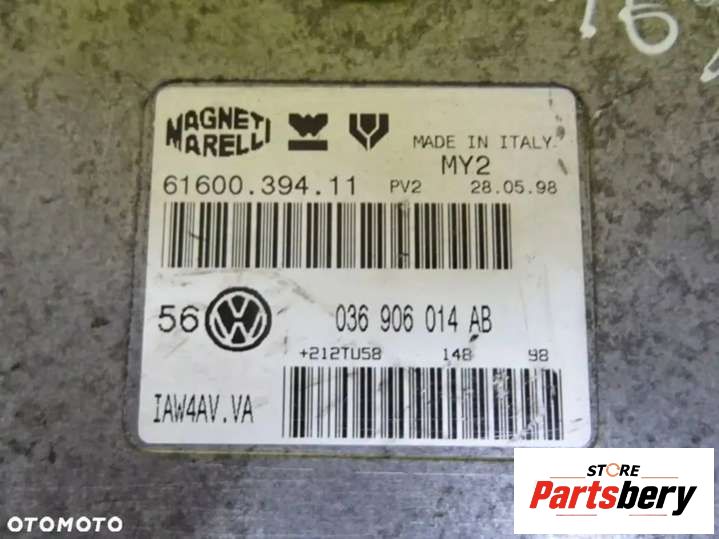 MAGNETI
MARELLI
MADE IN ITALY
MY2
61600.394.11 PV2 28.05.98
56 036 906 014 AB
+212TU58 148 98
IAW4AV.VA
STORE
Partsbery
OTOMOTO